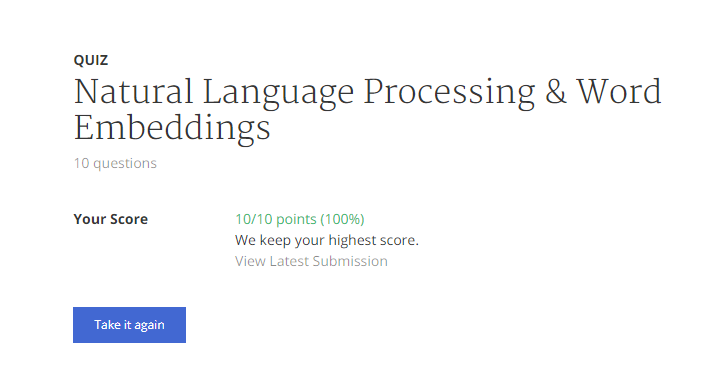 QUIZ
Natural Language Processing & Word
Embeddings
10 questions
Your Score
10/10 points (100%)
We keep your highest score.
View Latest Submission
Take it again